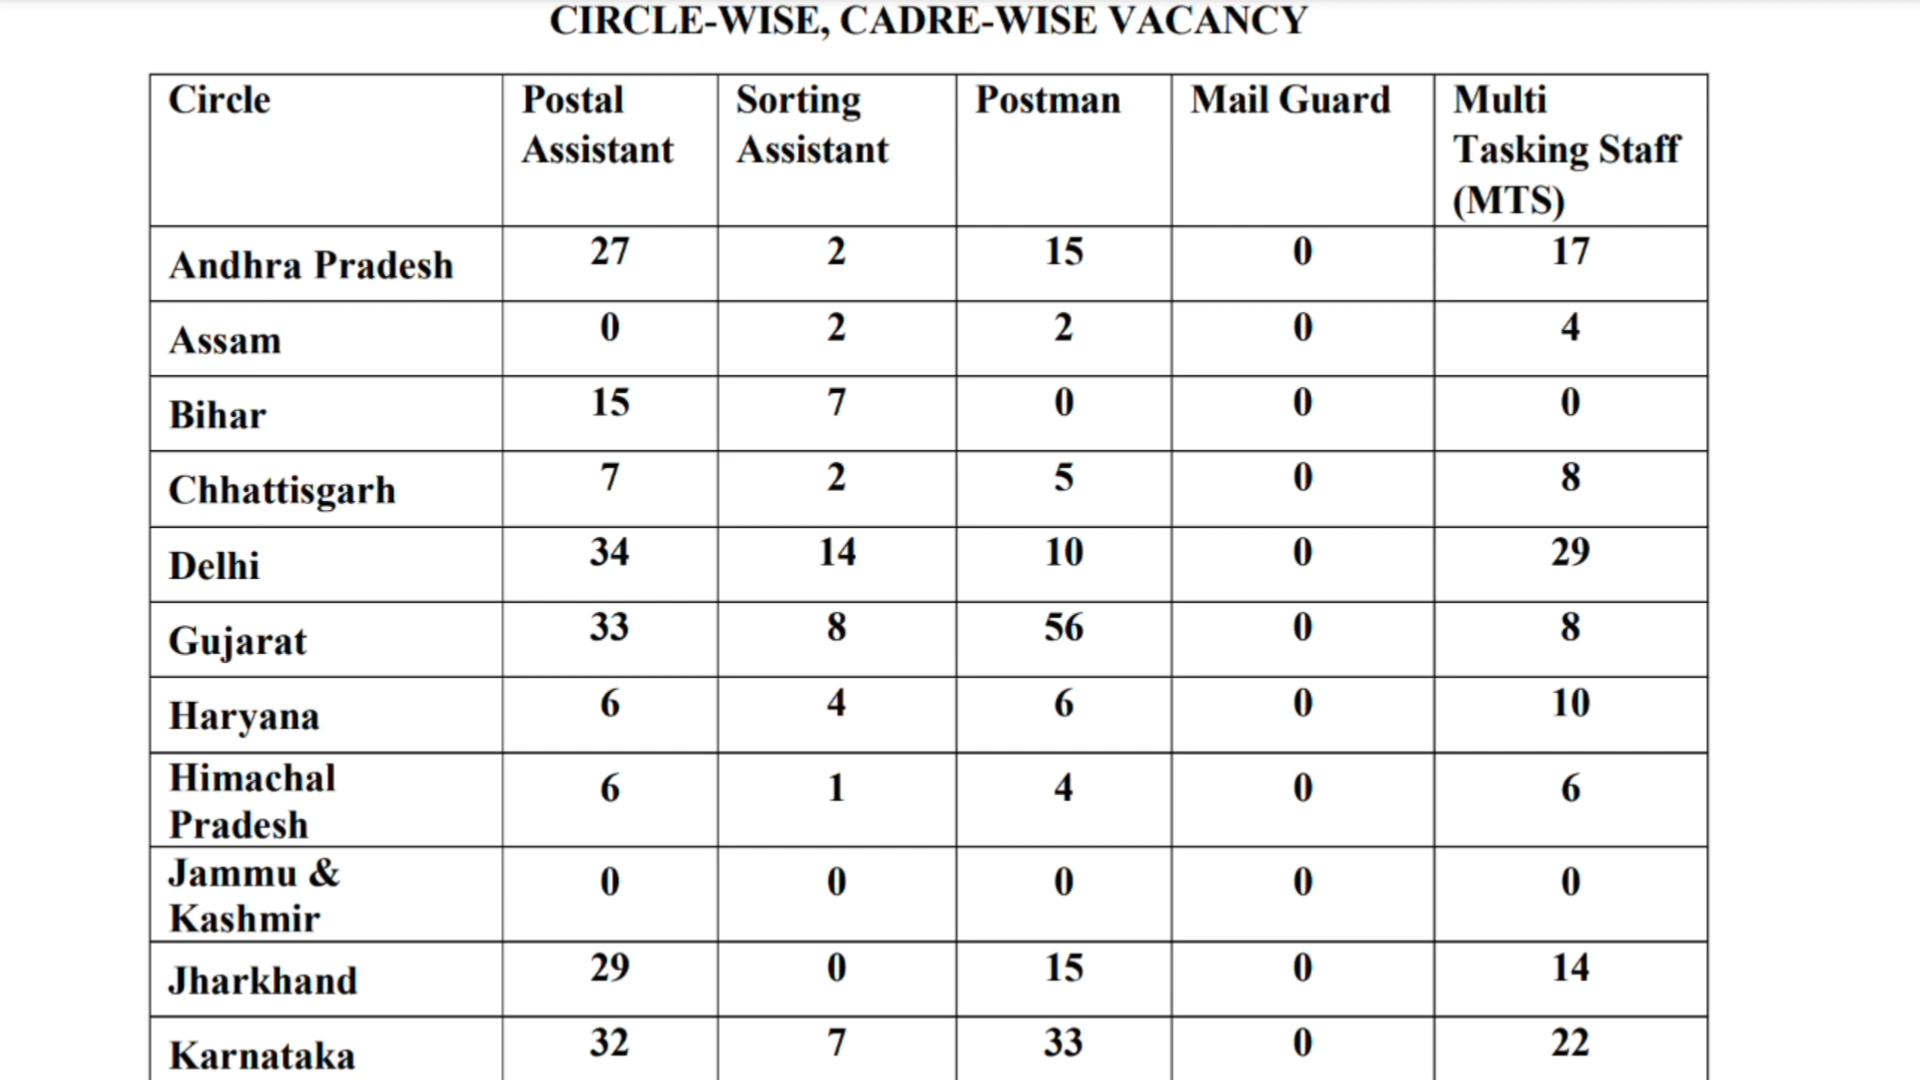 CIRCLE-WISE, CADRE-WISE VACANCY
Circle Postal Assistant Sorting Assistant Postman Mail Guard Multi Tasking Staff (MTS)
Andhra Pradesh 27 2 15 0 17
Assam 0 2 2 0 4
Bihar 15 7 0 0 0
Chhattisgarh 7 2 5 0 8
Delhi 34 14 10 0 29
Gujarat 33 8 56 0 8
Haryana 6 4 6 0 10
Himachal Pradesh 6 1 4 0 6
Jammu & Kashmir 0 0 0 0 0
Jharkhand 29 0 15 0 14
Karnataka 32 7 33 0 22